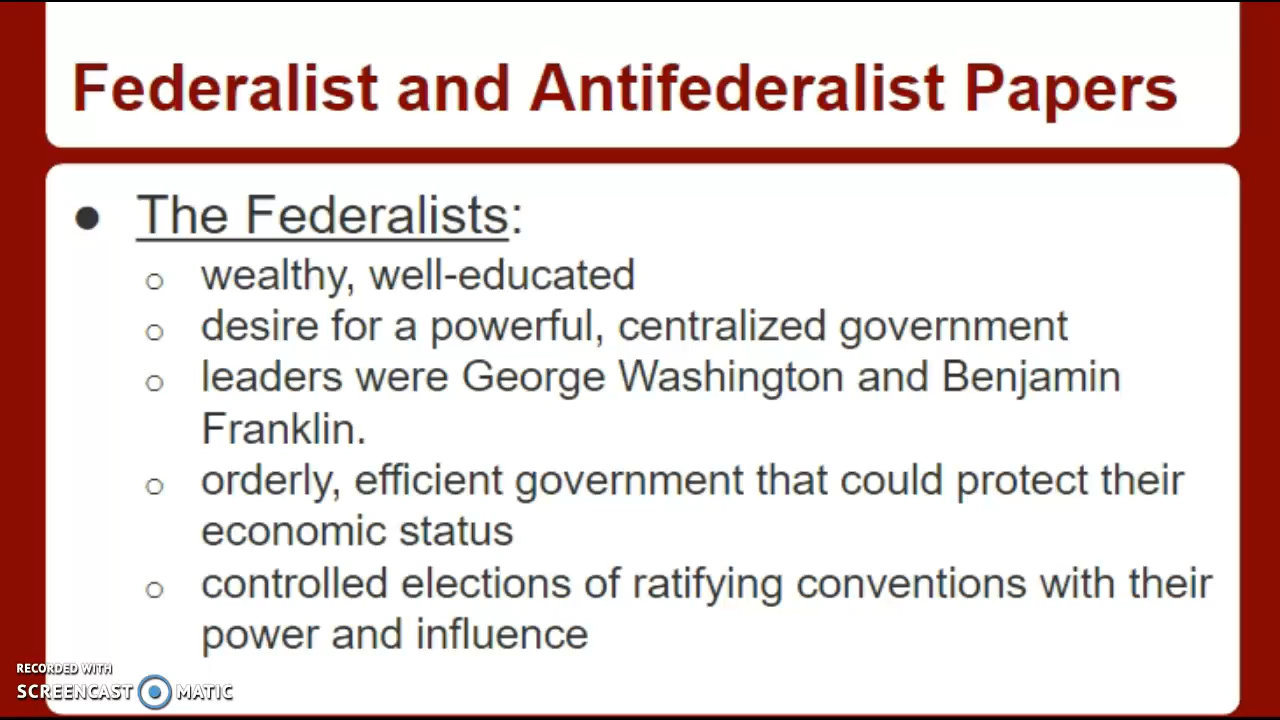 Federalist and Antifederalist Papers
● The Federalists:
○ wealthy, well-educated
○ desire for a powerful, centralized government
○ leaders were George Washington and Benjamin
Franklin.
○ orderly, efficient government that could protect their
economic status
○ controlled elections of ratifying conventions with their
power and influence
RECORDED WITH
SCREENCAST MATIC